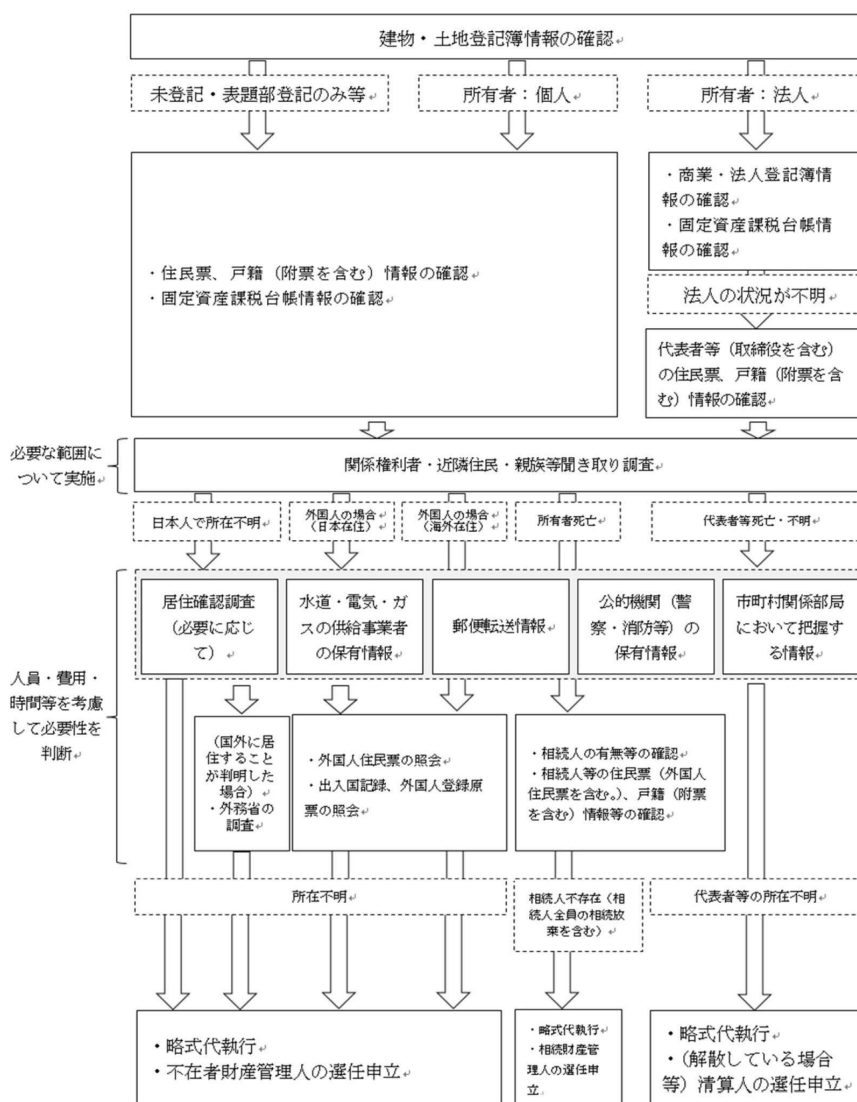 建物・土地登記簿情報の確認↵
未登記・表題部登記のみ等↵
所有者：個人↵
所有者：法人↵
・住民票、戸籍（附票を含む）情報の確認↵
・固定資産課税台帳情報の確認↵
・商業・法人登記簿情
報の確認↵
・固定資産課税台帳情
報の確認↵
法人の状況が不明↵
代表者等（取締役を含む）
の住民票、戸籍（附票を含
む）情報の確認↵
必要な範囲に
ついて実施↵
関係権利者・近隣住民・親族等聞き取り調査↵
日本人で所在不明↵
外国人の場合↵
（日本在住）↵
外国人の場合↵
（海外在住）↵
所有者死亡↵
代表者等死亡・不明↵
人員・費用・
時間等を考慮
して必要性を
判断↵
居住確認調査
（必要に応じ
て）↵
水道・電気・ガ
スの供給事業者
の保有情報↵
郵便転送情報↵
公的機関（警
察・消防等）の
保有情報↵
市町村関係部局
において把握す
る情報↵
（国外に居
住すること
が判明した
場合）↵
・外務省の
調査↵
・外国人住民票の照会↵
・出入国記録、外国人登録原
票の照会↵
・相続人の有無等の確認↵
・相続人等の住民票（外国人
住民票を含む。）、戸籍（附票
を含む）情報等の確認↵
所在不明↵
相続人不存在（相
続人全員の相続放
棄を含む）↵
代表者等の所在不明↵
・略式代執行↵
・不在者財産管理人の選任申立↵
・略式代執行↵
・相続財産管
理人の選任申
立↵
・略式代執行↵
・（解散している場合
等）清算人の選任申立↵